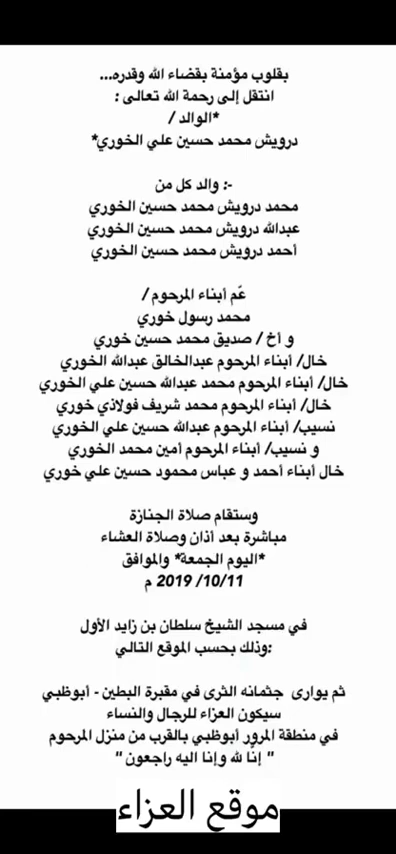 بقلوب مؤمنة بقضاء الله وقدره...
انتقل إلى رحمة الله تعالى :
*الوالد /
درويش محمد حسين علي الخوري*
:- والد كل من
محمد درويش محمد حسين الخوري
عبدالله درويش محمد حسين الخوري
أحمد درويش محمد حسين الخوري
عّم أبناء المرحوم /
محمد رسول خوري
و أخ / صديق محمد حسين خوري
خال/ أبناء المرحوم عبدالخالق عبدالله الخوري
خال/ أبناء المرحوم محمد عبدالله حسين علي الخوري
خال/ أبناء المرحوم محمد شريف فولاذي خوري
نسيب/ أبناء المرحوم عبدالله حسين علي الخوري
و نسيب/ أبناء المرحوم أمين محمد الخوري
خال أبناء أحمد و عباس محمود حسين علي خوري
وستقام صلاة الجنازة
مباشرة بعد أذان وصلاة العشاء
*اليوم الجمعة* والموافق
2019 /10/11 م
في مسجد الشيخ سلطان بن زايد الأول
وذلك بحسب الموقع التالي:
ثم يوارى جثمانه الثرى في مقبرة البطين - أبوظبي
سيكون العزاء للرجال والنساء
في منطقة المرور أبوظبي بالقرب من منزل المرحوم
" إنّا لله وإنا اليه راجعون "
موقع العزاء